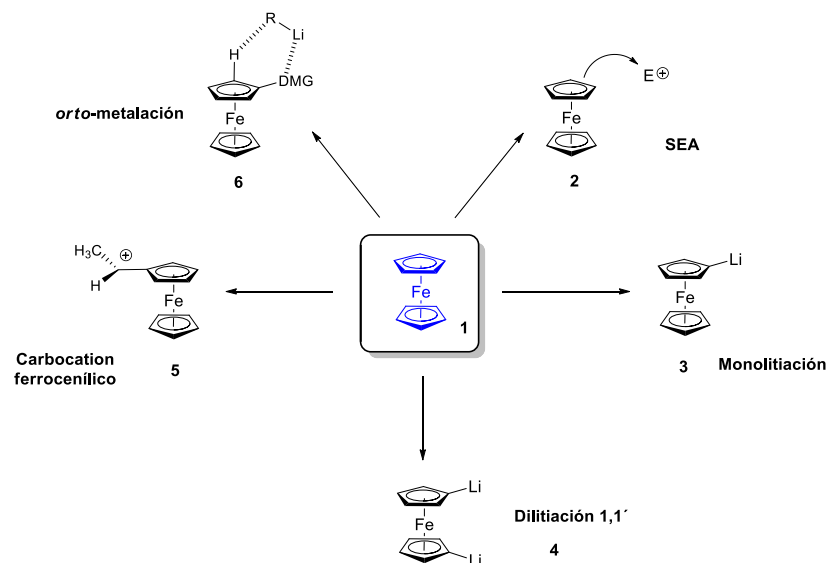 R
Li
H
DMG
Fe
orto-metalación
6
E⊕
Fe
SEA
2
H3C
⊕
H
Fe
Carbocation
ferrocenílico
5
Fe
1
Li
Fe
3
Monolitiación
Li
Fe
Li
Dilitiación 1,1´
4